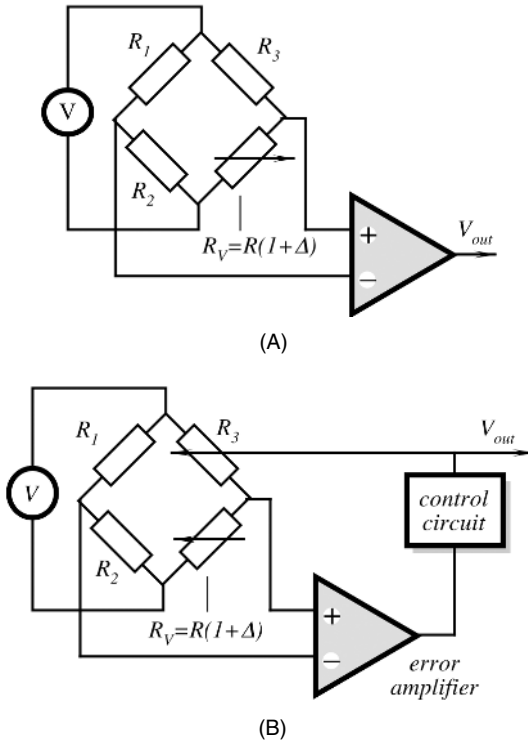 R1
R3
V
R2
RV=R(1+Δ)
+
−
Vout
(A)
R1
R3
Vout
V
control
circuit
R2
RV=R(1+Δ)
+
−
error
amplifier
(B)